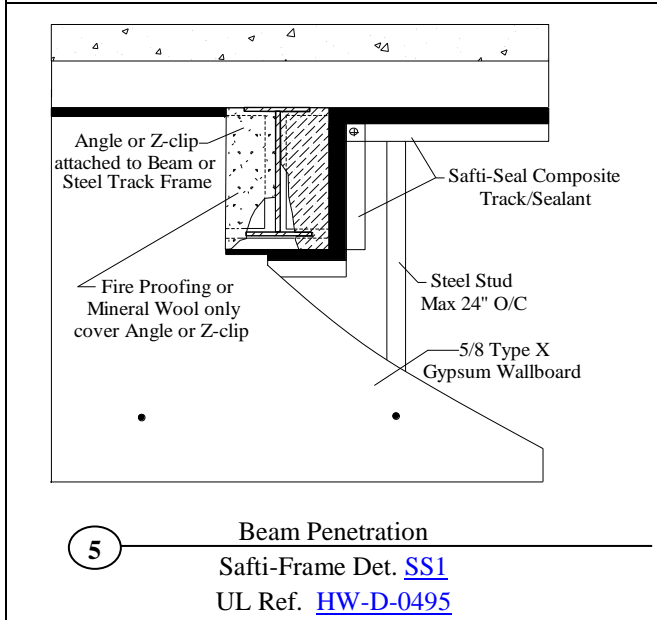 Angle or Z-clip
attached to Beam or
Steel Track Frame
Safti-Seal Composite
Track/Sealant
Fire Proofing or
Mineral Wool only
cover Angle or Z-clip
Steel Stud
Max 24" O/C
5/8 Type X
Gypsum Wallboard
5
Beam Penetration
Safti-Frame Det. SS1
UL Ref. HW-D-0495